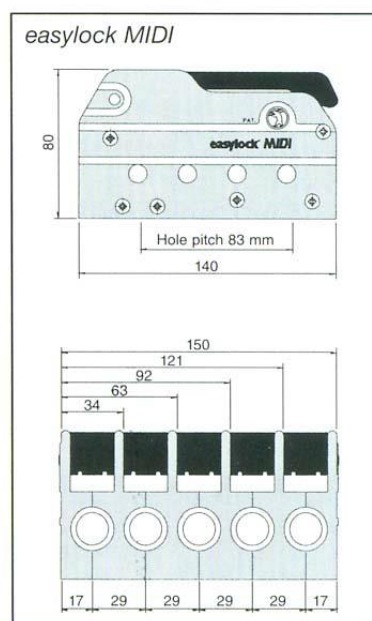 easylock MIDI
80
PAT.
easylock MIDI
Hole pitch 83 mm
140
150
121
92
63
34
17 29 29 29 29 17